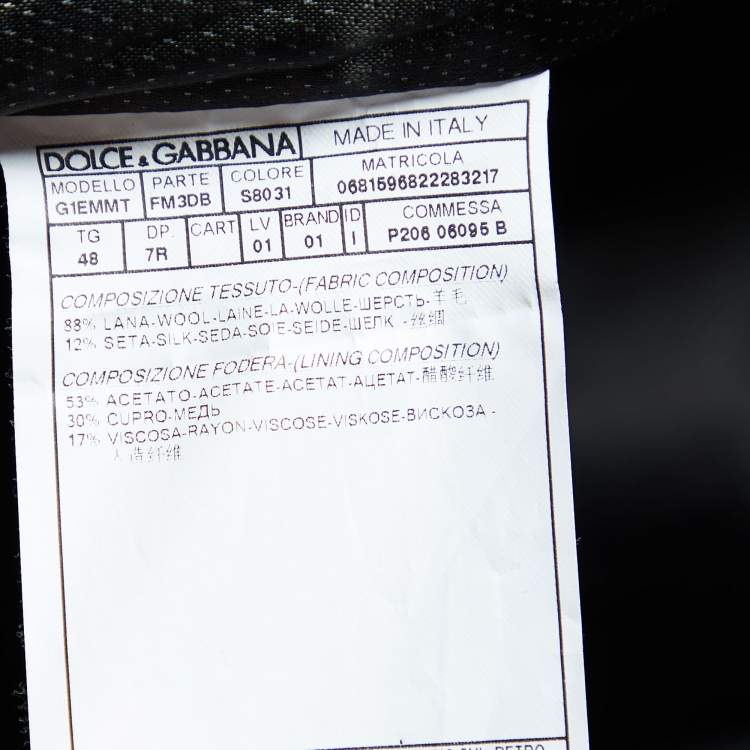 DOLCE & GABBANA MADE IN ITALY
MODELLO PARTE COLORE MATRICOLA
G1EMMT FM3DB S8031 0681596822283217
TG DP. CART LV BRAND ID COMMESSA
48 7R 01 01 I P206 06095 B
COMPOSIZIONE TESSUTO-(FABRIC COMPOSITION)
88% LANA-WOOL-LAINE-LA-WOLLE-ШЕРСТЬ-羊毛
12% SETA-SILK-SEDA-SOIE-SEIDE-ШЕЛК -丝绸
COMPOSIZIONE FODERA-(LINING COMPOSITION)
53% ACETATO-ACETATE-ACETAT-АЦЕТАТ-醋酸纤维
30% CUPRO-МЕДЬ
17% VISCOSA-RAYON-VISCOSE-VISKOSE-ВИСКОЗА -
人造纤维
RETRO